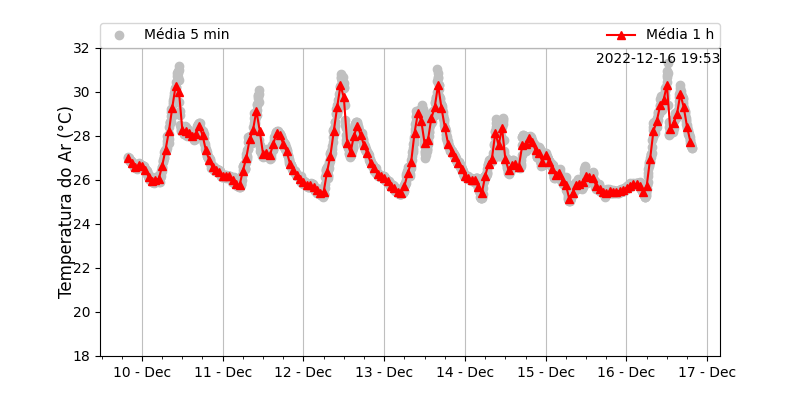 Média 5 min
Média 1 h
2022-12-16 19:53
Temperatura do Ar (°C)
32
30
28
26
24
22
20
18
10 - Dec
11 - Dec
12 - Dec
13 - Dec
14 - Dec
15 - Dec
16 - Dec
17 - Dec